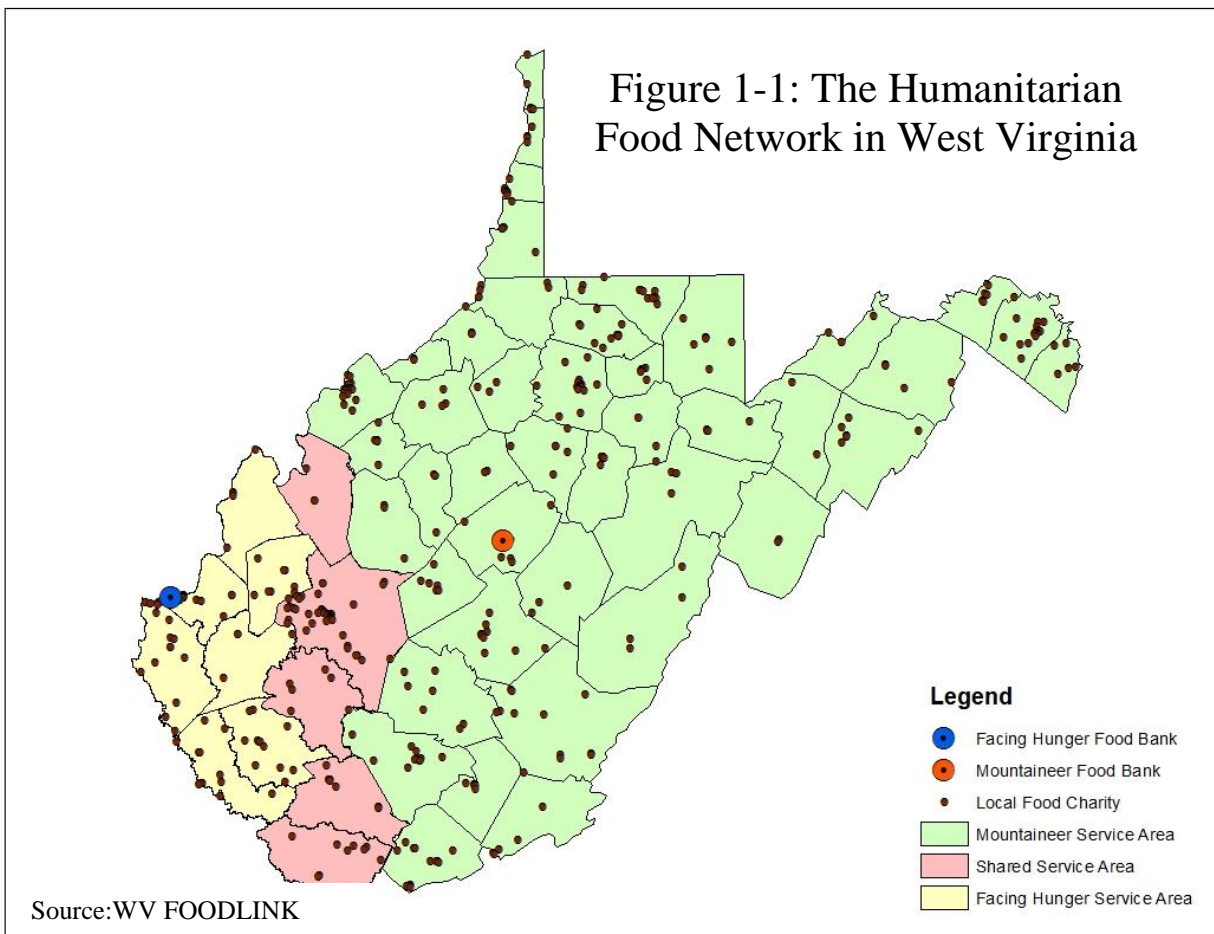 Figure 1-1: The Humanitarian
Food Network in West Virginia
Legend
Facing Hunger Food Bank
Mountaineer Food Bank
Local Food Charity
Mountaineer Service Area
Shared Service Area
Facing Hunger Service Area
Source:WV FOODLINK